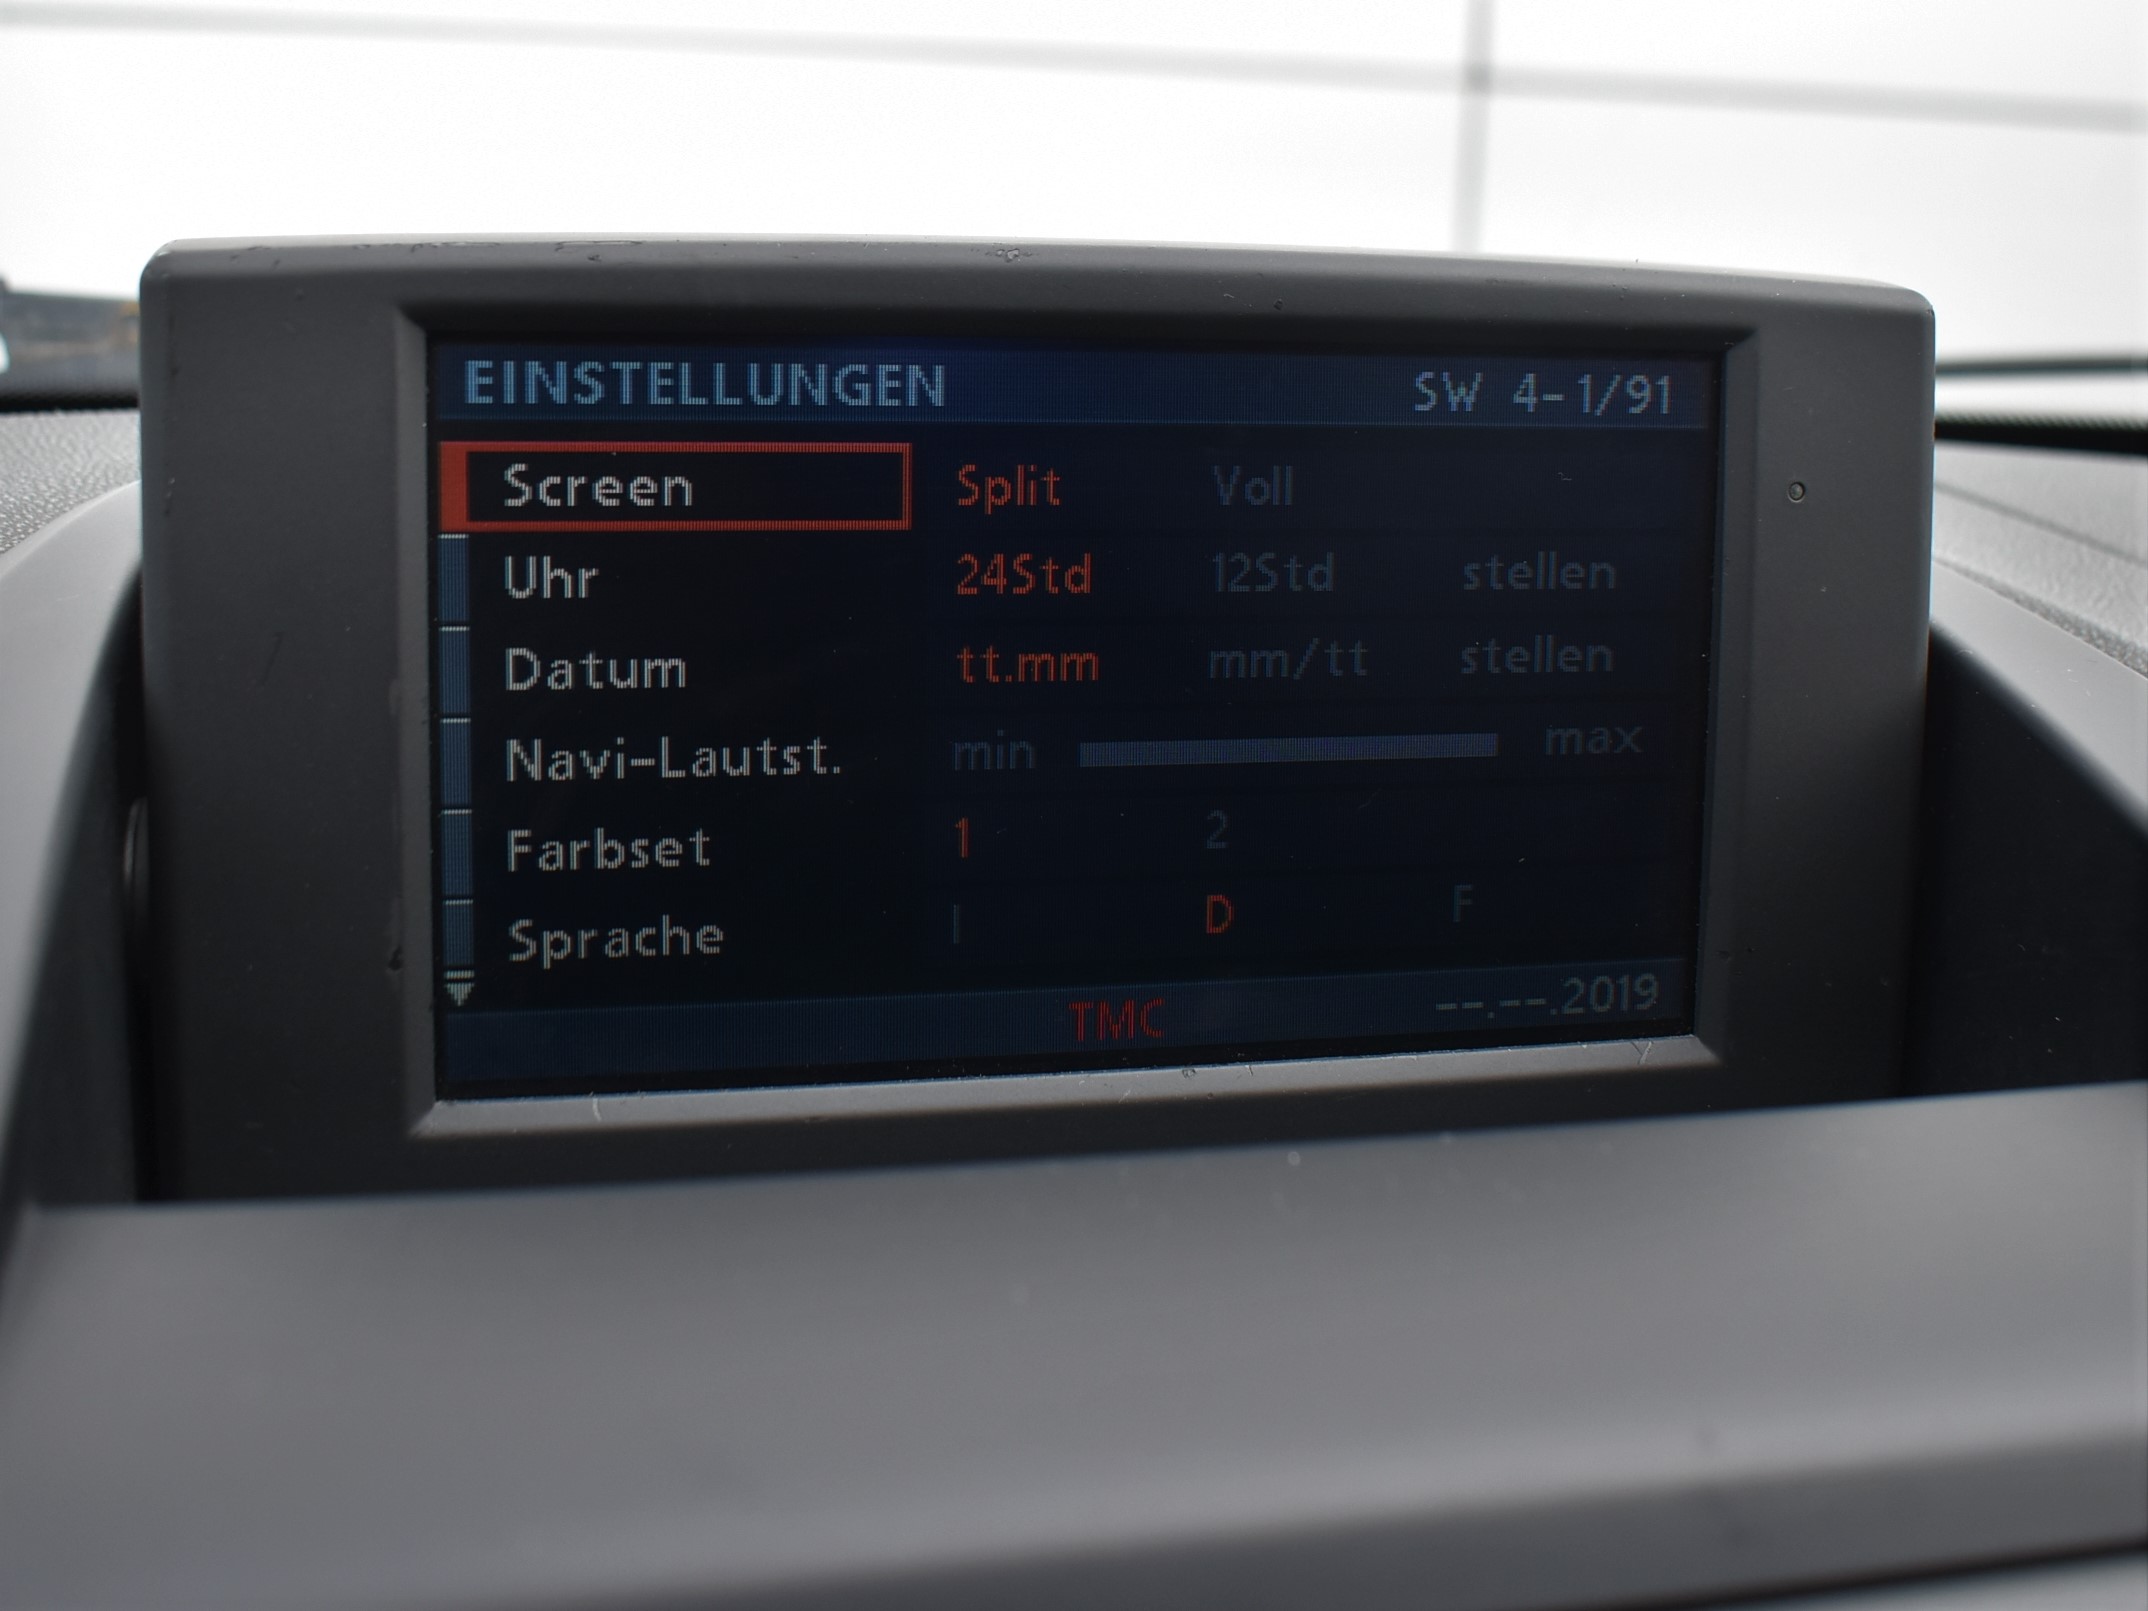 EINSTELLUNGEN SW 4-1/91
Screen Split Voll
Uhr 24Std 12Std stellen
Datum tt.mm mm/tt stellen
Navi-Lautst. min max
Farbset 1 2
Sprache I D F
TMC --.--.2019